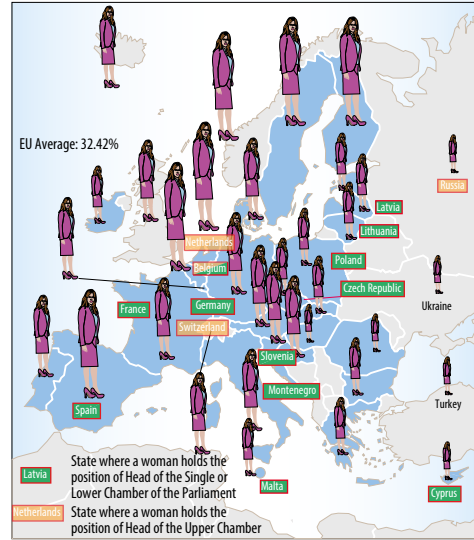 EU Average: 32.42%
Russia
Latvia
Lithuania
Netherlands
Poland
Belgium
Czech Republic
France
Germany
Ukraine
Switzerland
Slovenia
Turkey
Montenegro
Spain
Malta
Cyprus
Latvia
State where a woman holds the
position of Head of the Single or
Lower Chamber of the Parliament
Netherlands
State where a woman holds the
position of Head of the Upper Chamber